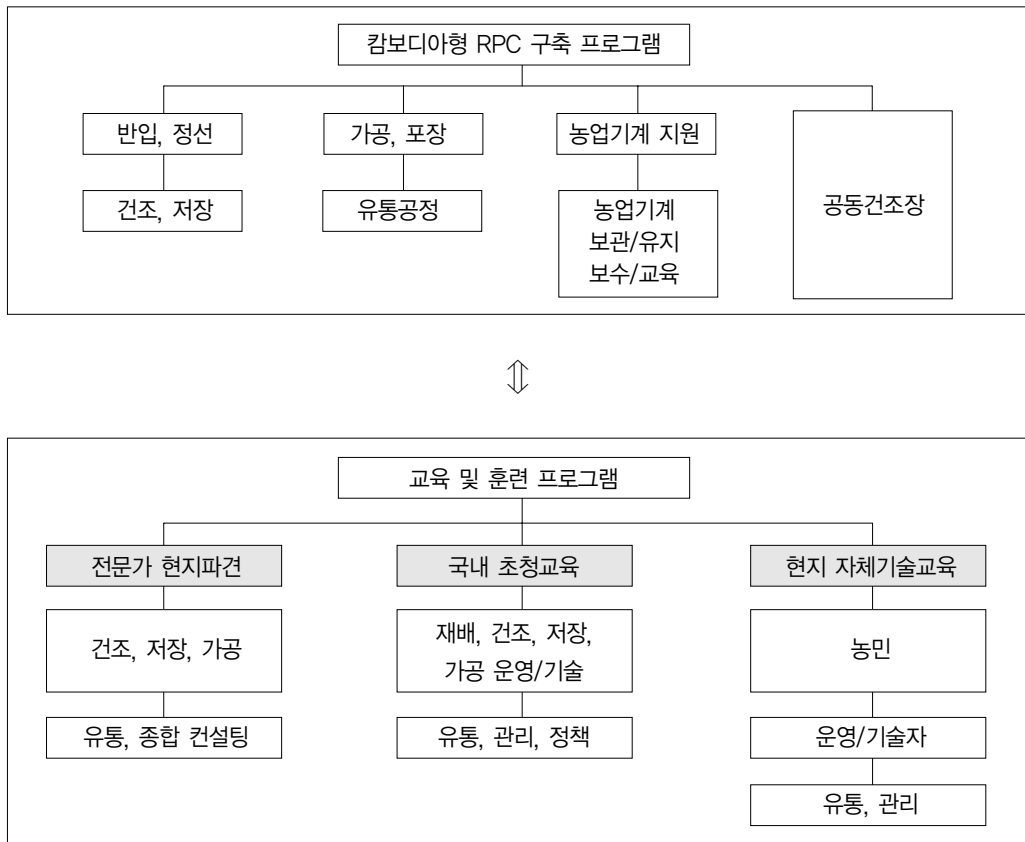 캄보디아형 RPC 구축 프로그램
반입, 정선
가공, 포장
농업기계 지원
공동건조장
건조, 저장
유통공정
농업기계
보관/유지
보수/교육
⇕
교육 및 훈련 프로그램
전문가 현지파견
국내 초청교육
현지 자체기술교육
건조, 저장, 가공
재배, 건조, 저장,
가공 운영/기술
농민
유통, 종합 컨설팅
유통, 관리, 정책
운영/기술자
유통, 관리